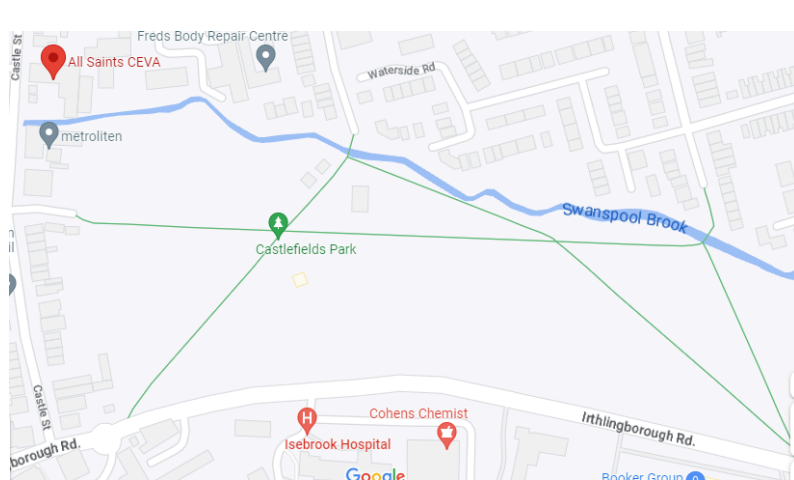 Freds Body Repair Centre
Castle St
All Saints CEVA
Waterside Rd
metroliten
Swanspool Brook
Castlefields Park
Castle St
Cohens Chemist
Irthlingborough Rd.
H
Isebrook Hospital
borough Rd.
Google
Booker Group